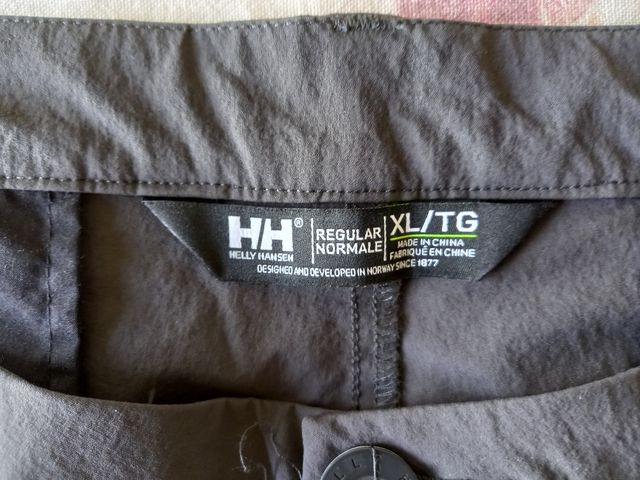 HH®
HELLY HANSEN
REGULAR
NORMALE
XL/TG
MADE IN CHINA
FABRIQUÉ EN CHINE
DESIGNED AND DEVELOPED IN NORWAY SINCE 1877